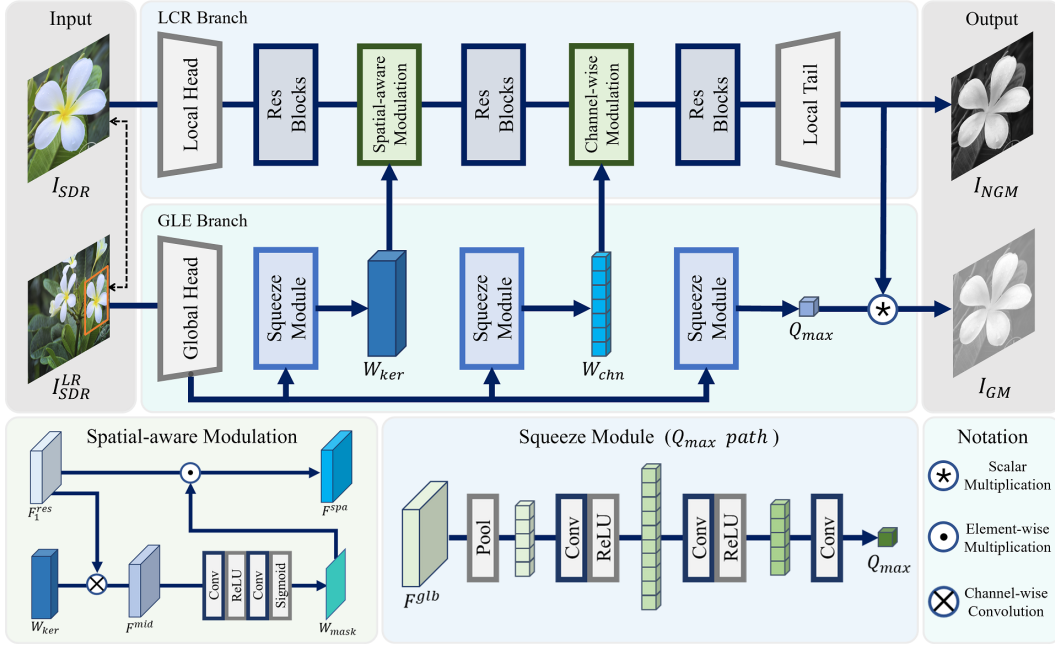 Input
LCR Branch
Output
Local Head
Res
Blocks
Spatial-aware
Modulation
Res
Blocks
Channel-wise
Modulation
Res
Blocks
Local Tail
I_SDR
I_NGM
GLE Branch
Global Head
Squeeze
Module
W_ker
Squeeze
Module
W_chn
Squeeze
Module
Q_max
*
I^LR_SDR
I_GM
Spatial-aware Modulation
F_1^res
F^spa
W_ker
F^mid
Conv
ReLU
Conv
Sigmoid
W_mask
Squeeze Module (Q_max path)
F^glb
Pool
Conv
ReLU
Conv
ReLU
Conv
Q_max
Notation
* Scalar
Multiplication
Element-wise
Multiplication
Channel-wise
Convolution